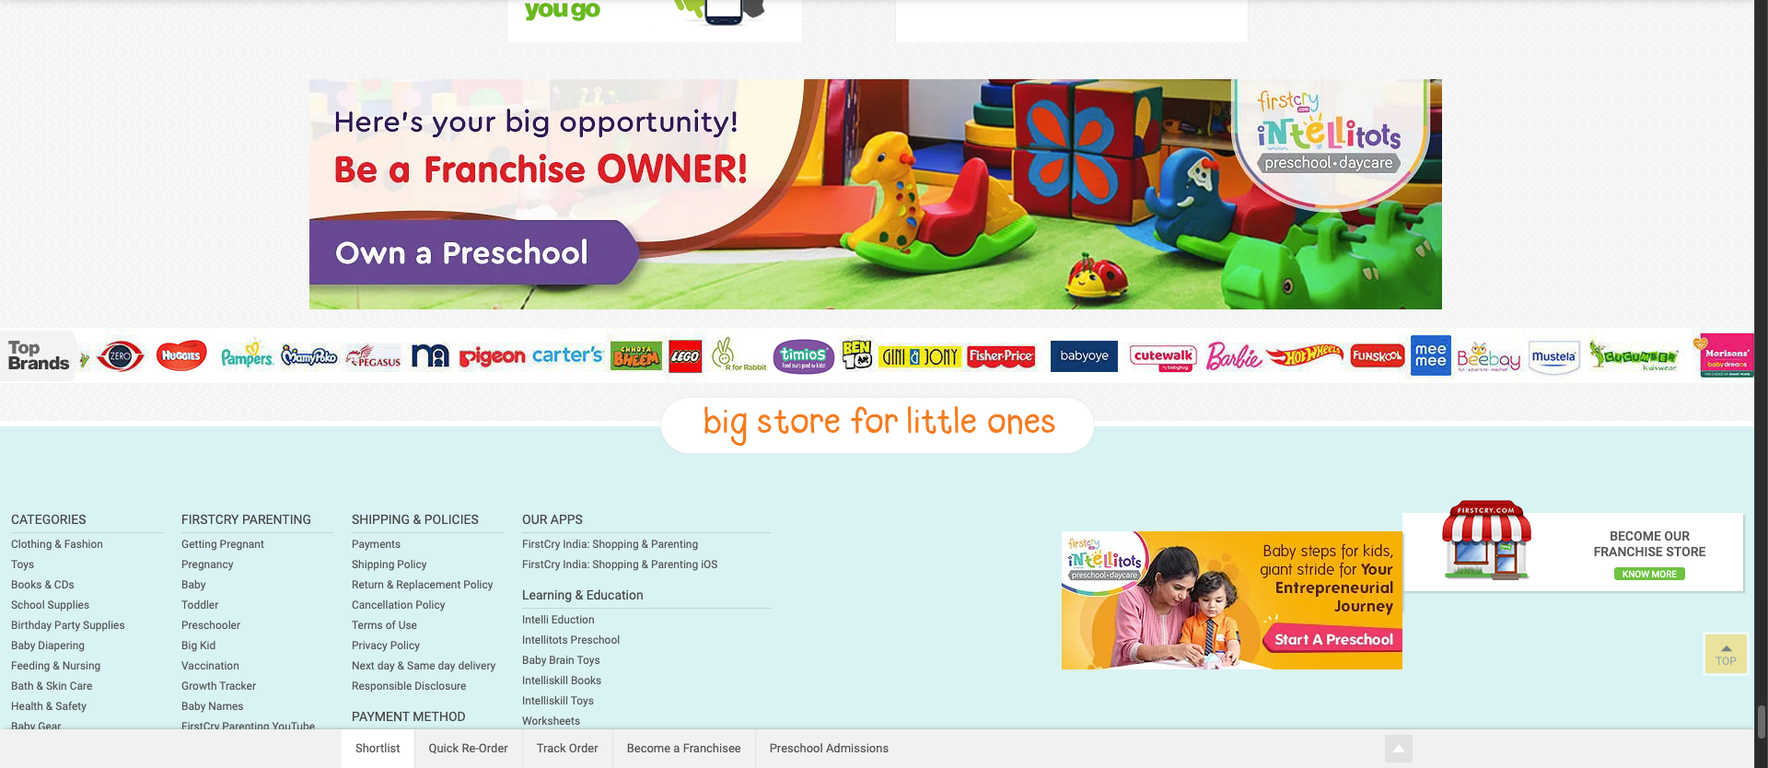 you go
Here's your big opportunity!
Be a Franchise OWNER!
Own a Preschool
firstcry
.com
iNtELLitots
preschool•daycare
Top
Brands
ZERO
HUGGIES
Pampers.
MamyPoko
PEGASUS
pigeon
carter's
CHHOTA
BHEEM
LEGO
R for Rabbit
timios
BEN
10
GINI & JONY
Fisher-Price
babyoye
cutewalk
by babyhug
Barbie
HOT WHEELS
FUNSKOOL
mee
mee
Beebay
mustela
CUCUMBER
kidswear
Morisons'
baby dreams
big store for little ones
CATEGORIES
Clothing & Fashion
Toys
Books & CDs
School Supplies
Birthday Party Supplies
Baby Diapering
Feeding & Nursing
Bath & Skin Care
Health & Safety
Baby Gear
FIRSTCRY PARENTING
Getting Pregnant
Pregnancy
Baby
Toddler
Preschooler
Big Kid
Vaccination
Growth Tracker
Baby Names
FirstCry Parenting YouTube
SHIPPING & POLICIES
Payments
Shipping Policy
Return & Replacement Policy
Cancellation Policy
Terms of Use
Privacy Policy
Next day & Same day delivery
Responsible Disclosure
PAYMENT METHOD
OUR APPS
FirstCry India: Shopping & Parenting
FirstCry India: Shopping & Parenting iOS
Learning & Education
Intelli Eduction
Intellitots Preschool
Baby Brain Toys
Intelliskill Books
Intelliskill Toys
Worksheets
firstcry
iNtELLitots
preschool•daycare
Baby steps for kids,
giant stride for Your
Entrepreneurial
Journey
Start A Preschool
FIRSTCRY.COM
BECOME OUR
FRANCHISE STORE
KNOW MORE
TOP
Shortlist
Quick Re-Order
Track Order
Become a Franchisee
Preschool Admissions